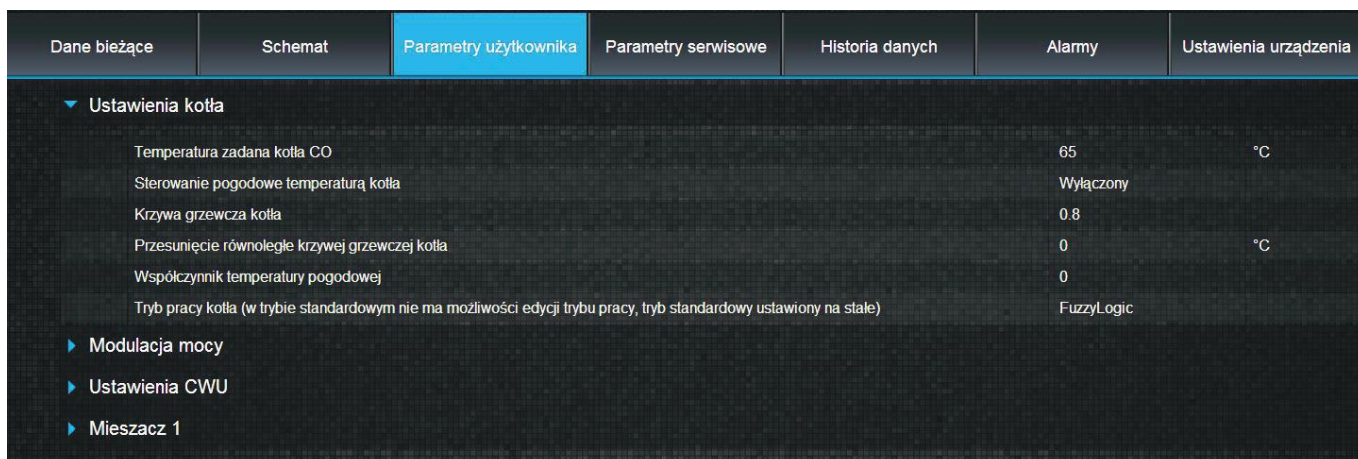 Dane bieżące Schemat Parametry użytkownika Parametry serwisowe Historia danych Alarmy Ustawienia urządzenia
Ustawienia kotła
Temperatura zadana kotła CO 65 °C
Sterowanie pogodowe temperaturą kotła Wyłączony
Krzywa grzewcza kotła 0.8
Przesunięcie równoległe krzywej grzewczej kotła 0 °C
Współczynnik temperatury pogodowej 0
Tryb pracy kotła (w trybie standardowym nie ma możliwości edycji trybu pracy, tryb standardowy ustawiony na stałe) FuzzyLogic
Modulacja mocy
Ustawienia CWU
Mieszacz 1